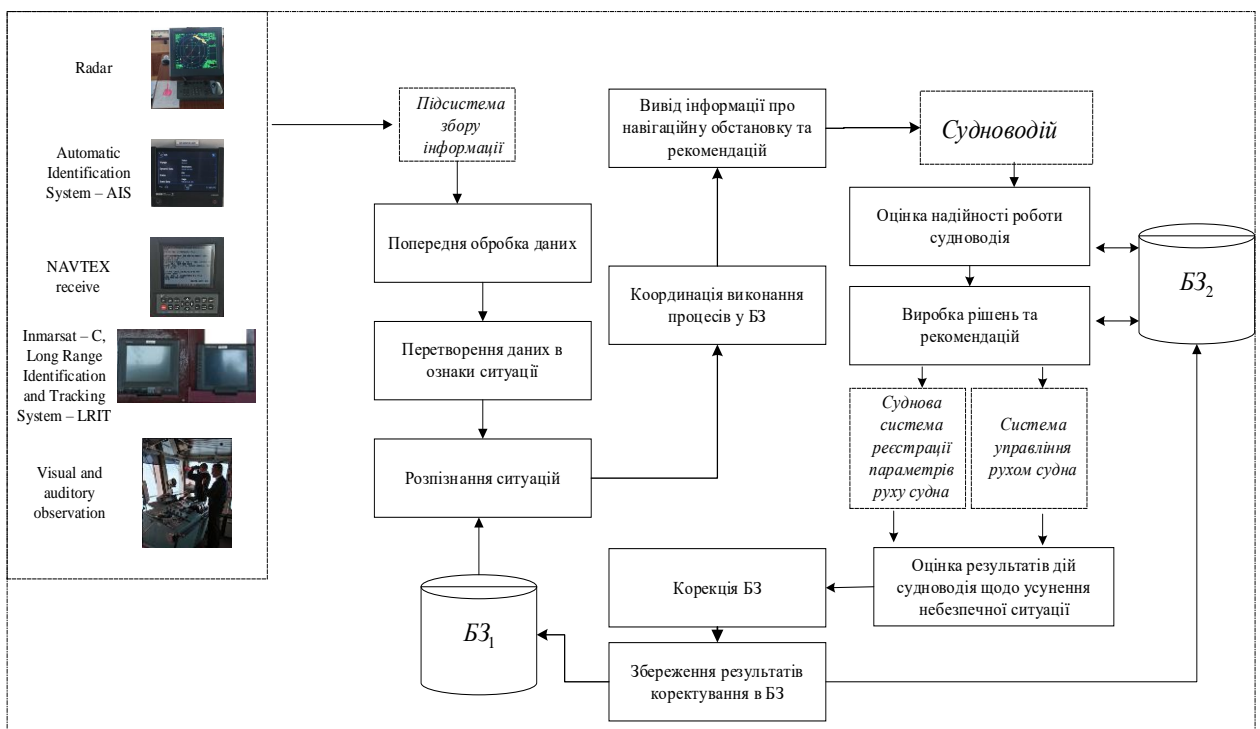 Radar
Automatic
Identification
System – AIS
NAVTEX
receive
Inmarsat – C,
Long Range
Identification
and Tracking
System – LRIT
Visual and
auditory
observation
Підсистема
збору
інформації
Попередня обробка даних
Перетворення даних в
ознаки ситуації
Розпізнання ситуацій
БЗ1
Вивід інформації про
навігаційну обстановку та
рекомендацій
Координація виконання
процесів у БЗ
Судноводій
Оцінка надійності роботи
судноводія
Виробка рішень та
рекомендацій
БЗ2
Суднова
система
реєстрації
параметрів
руху судна
Система
управління
рухом судна
Оцінка результатів дій
судноводія щодо усунення
небезпечної ситуації
Корекція БЗ
Збереження результатів
коректування в БЗ